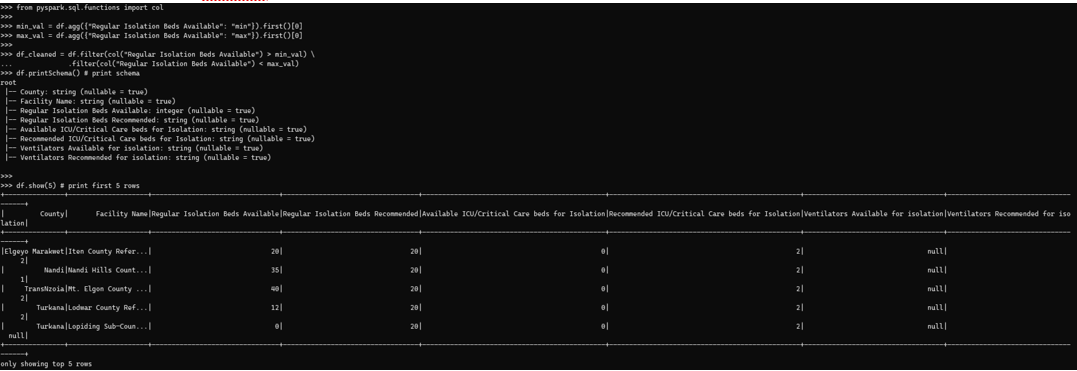 >>> from pyspark.sql.functions import col
>>>
>>> min_val = df.agg({"Regular Isolation Beds Available": "min"}).first()[0]
>>> max_val = df.agg({"Regular Isolation Beds Available": "max"}).first()[0]
>>>
>>> df_cleaned = df.filter(col("Regular Isolation Beds Available") > min_val) \
...              .filter(col("Regular Isolation Beds Available") < max_val)
>>> df.printSchema() # print schema
root
 |-- County: string (nullable = true)
 |-- Facility Name: string (nullable = true)
 |-- Regular Isolation Beds Available: integer (nullable = true)
 |-- Regular Isolation Beds Recommended: string (nullable = true)
 |-- Available ICU/Critical Care beds for Isolation: string (nullable = true)
 |-- Recommended ICU/Critical Care beds for Isolation: string (nullable = true)
 |-- Ventilators Available for isolation: string (nullable = true)
 |-- Ventilators Recommended for isolation: string (nullable = true)

>>>
>>> df.show(5) # print first 5 rows
|         County|       Facility Name|Regular Isolation Beds Available|Regular Isolation Beds Recommended|Available ICU/Critical Care beds for Isolation|Recommended ICU/Critical Care beds for Isolation|Ventilators Available for isolation|Ventilators Recommended for iso
lation|
|Elgeyo Marakwet|Iten County Refer...|                              20|                                20|                                             0|                                               2|                               null|
     2|
|          Nandi|Nandi Hills Count...|                              35|                                20|                                             0|                                               2|                               null|
     1|
|     TransNzoia|Mt. Elgon County ...|                              40|                                20|                                             0|                                               2|                               null|
     2|
|        Turkana|Lodwar County Ref...|                              12|                                20|                                             0|                                               2|                               null|
     2|
|        Turkana|Lopiding Sub-Coun...|                               0|                                20|                                             0|                                               2|                               null|
  null|
only showing top 5 rows